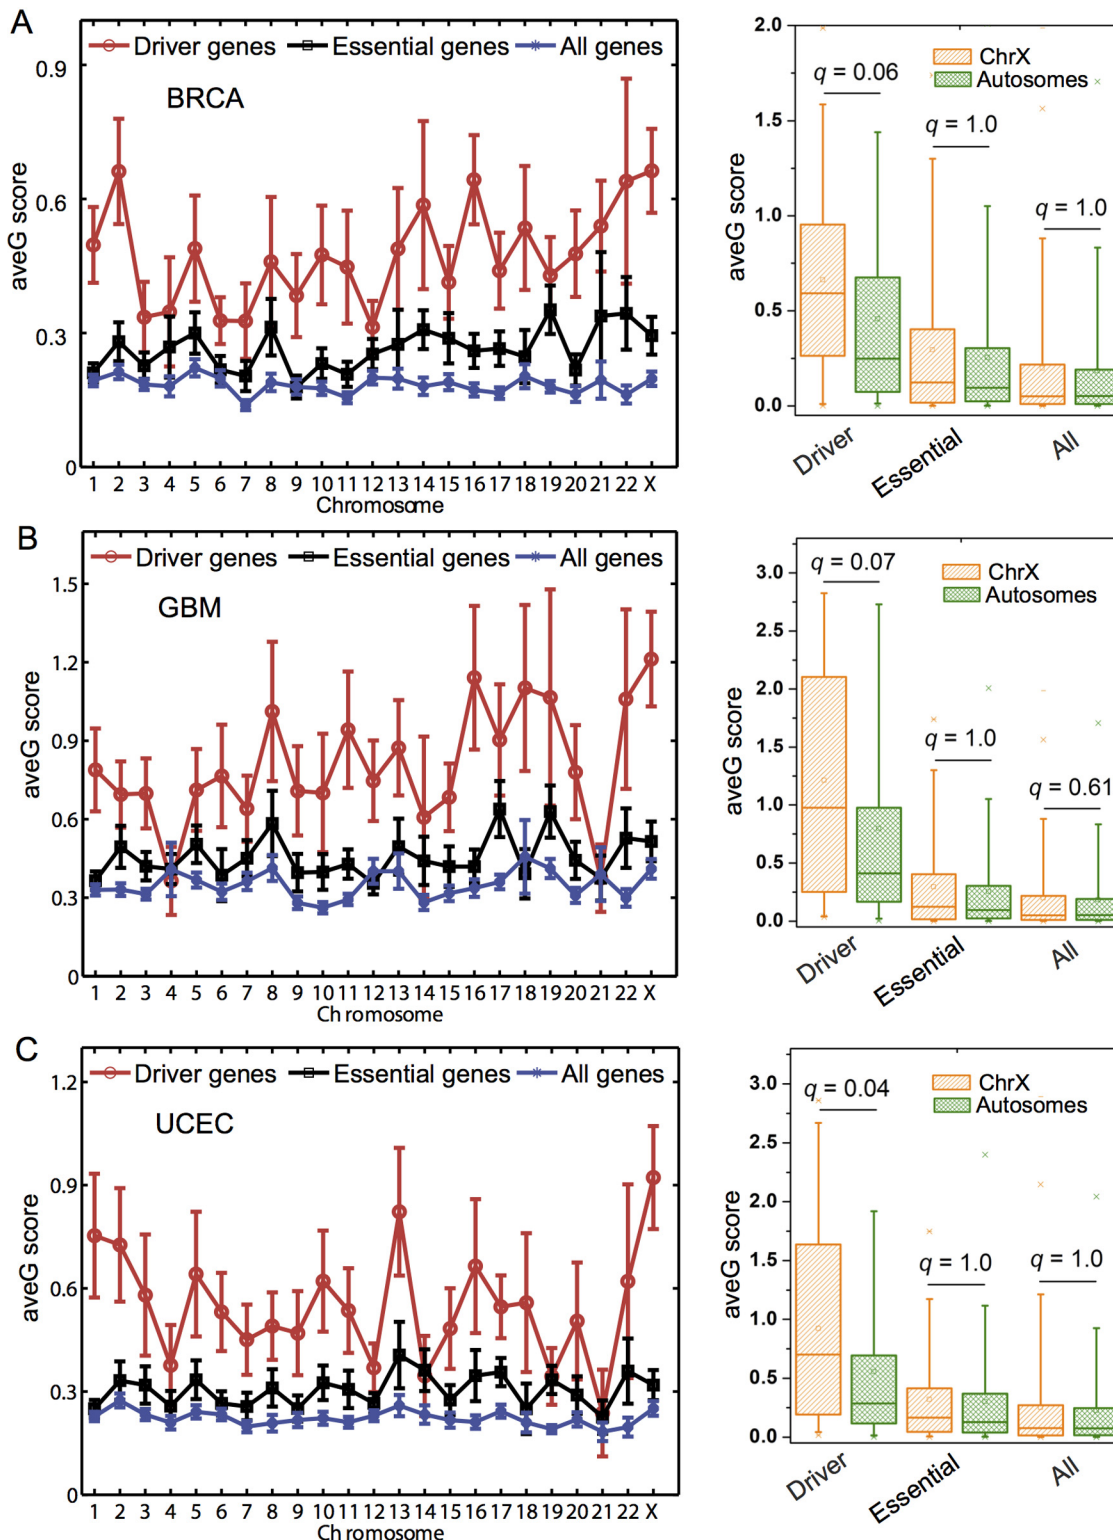 A
Driver genes Essential genes All genes
BRCA
aveG score
0.9
0.6
0.3
0
1 2 3 4 5 6 7 8 9 10 11 12 13 14 15 16 17 18 19 20 21 22 X
Chromosome
2.0
1.5
1.0
0.5
0.0
aveG score
ChrX
Autosomes
q = 0.06
q = 1.0
q = 1.0
Driver
Essential
All
B
Driver genes Essential genes All genes
GBM
aveG score
1.5
1.2
0.9
0.6
0.3
0
1 2 3 4 5 6 7 8 9 10 11 12 13 14 15 16 17 18 19 20 21 22 X
Chromosome
3.0
2.5
2.0
1.5
1.0
0.5
0.0
aveG score
q = 0.07
ChrX
Autosomes
q = 1.0
q = 0.61
Driver
Essential
All
C
Driver genes Essential genes All genes
UCEC
aveG score
1.2
0.9
0.6
0.3
0
1 2 3 4 5 6 7 8 9 10 11 12 13 14 15 16 17 18 19 20 21 22 X
Chromosome
3.0
2.5
2.0
1.5
1.0
0.5
0.0
aveG score
ChrX
Autosomes
q = 0.04
q = 1.0
q = 1.0
Driver
Essential
All